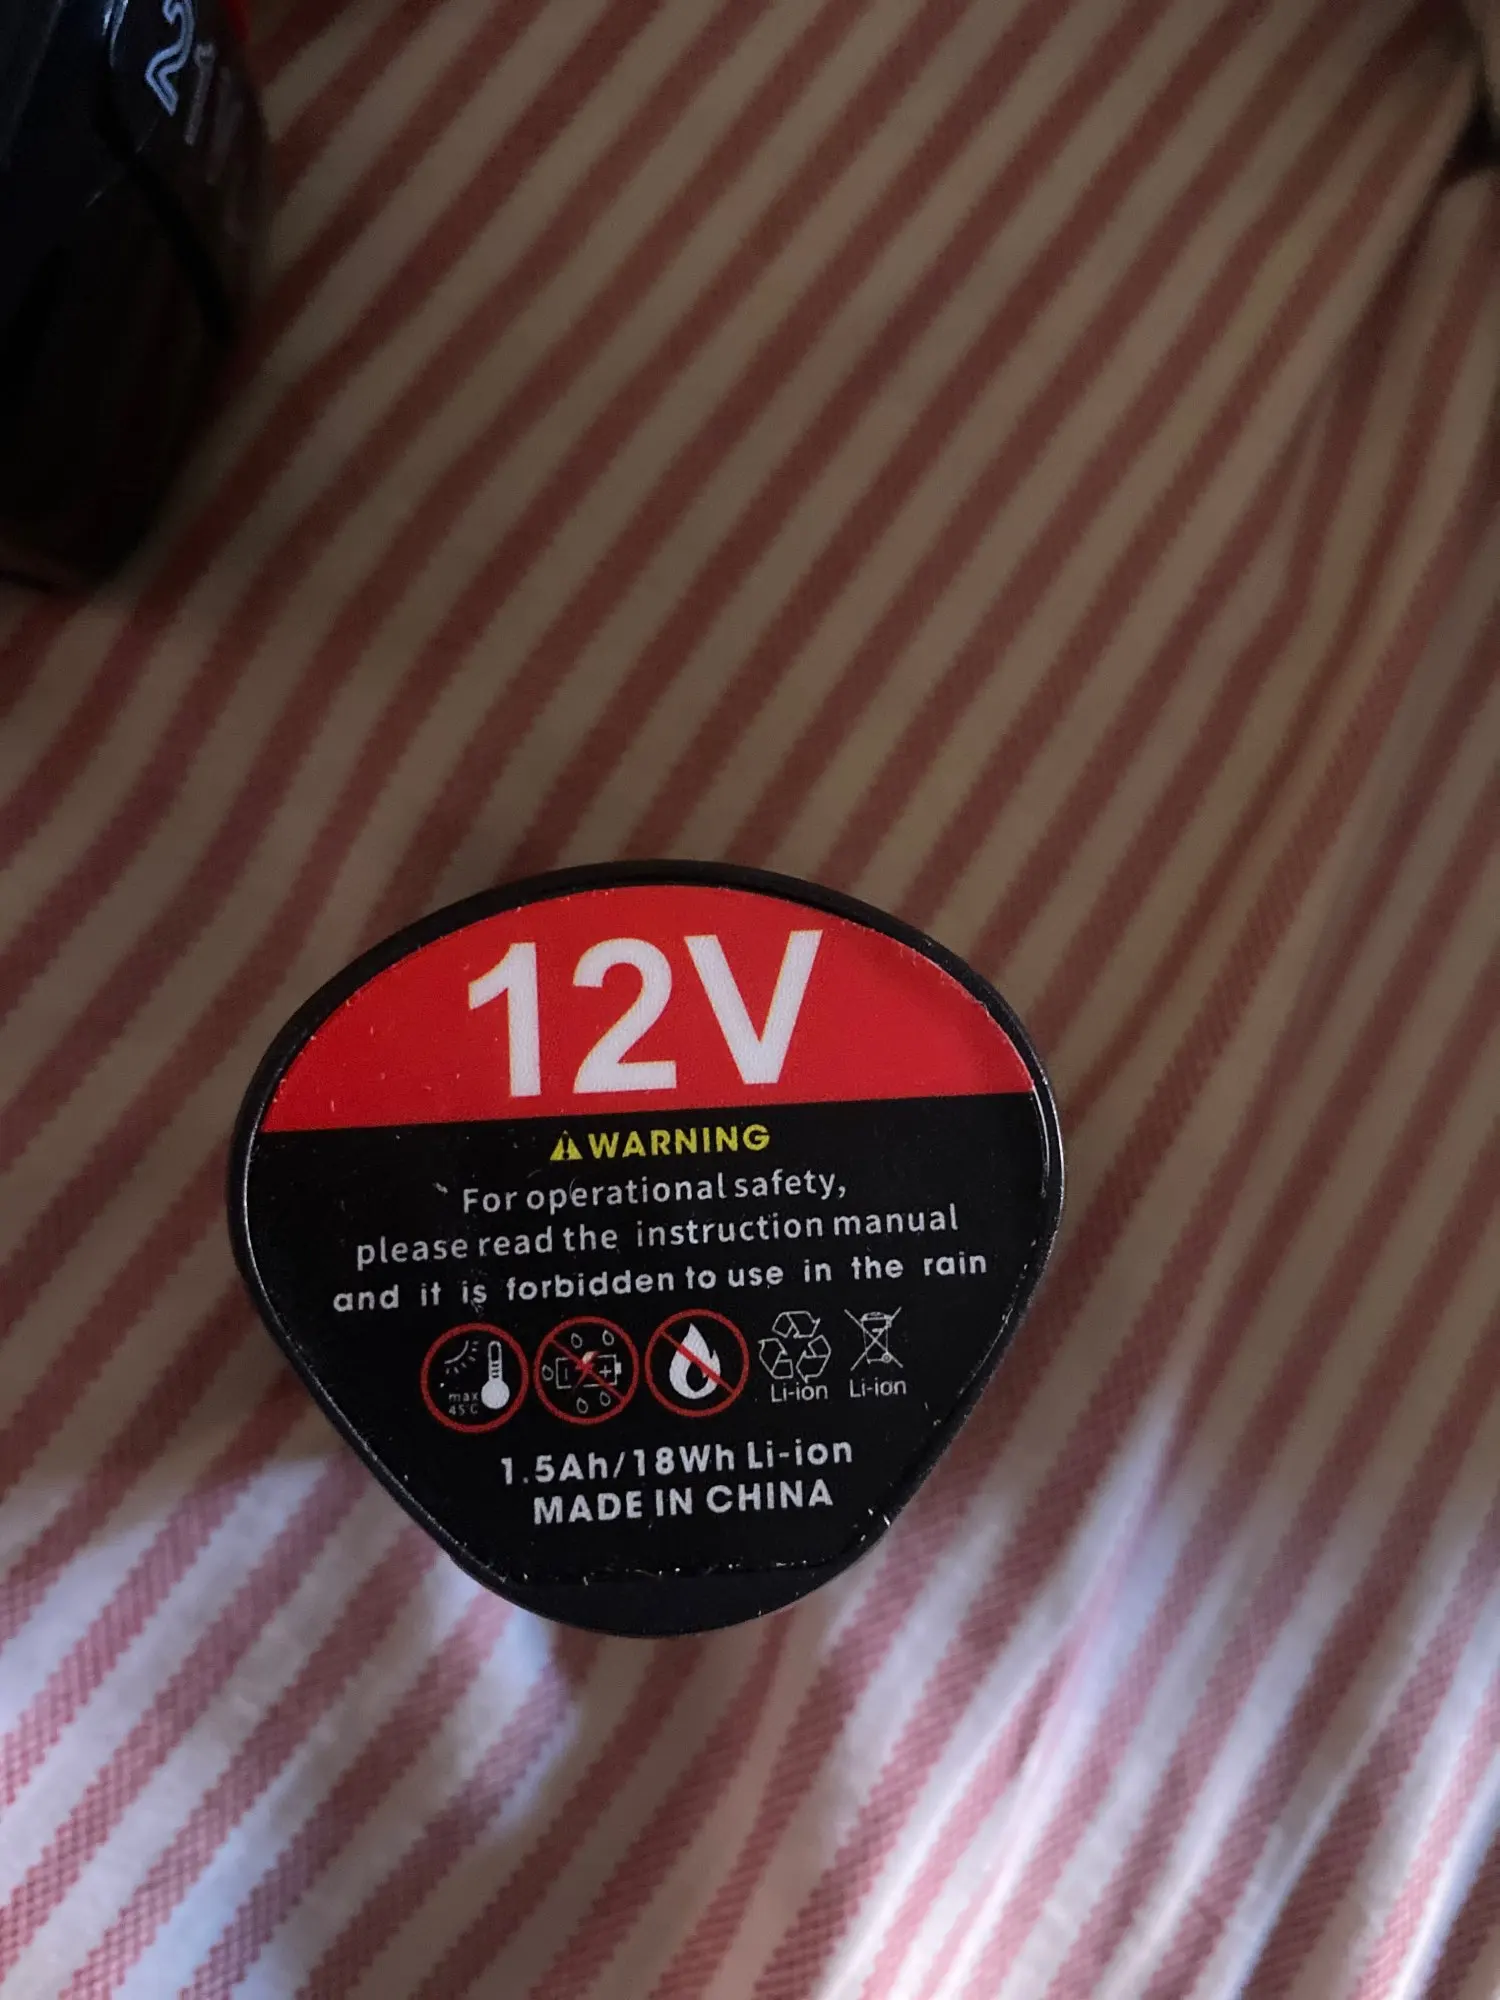 12V
WARNING
For operational safety,
please read the instruction manual
and it is forbidden to use in the rain
max
45°C
Li-ion Li-ion
1.5Ah/18Wh Li-ion
MADE IN CHINA